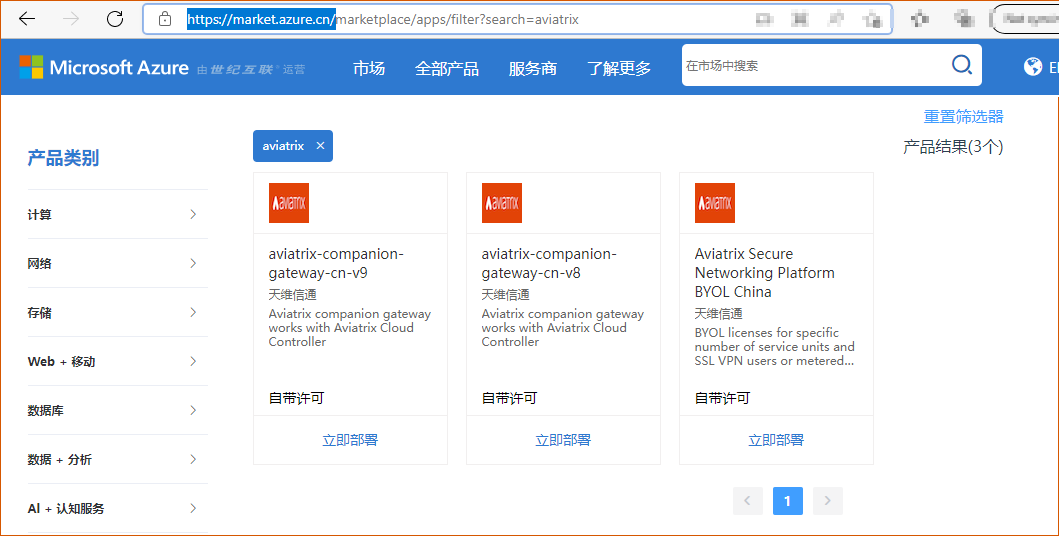 https://market.azure.cn/marketplace/apps/filter?search=aviatrix
Microsoft Azure 由 世纪互联 运营
市场
全部产品
服务商
了解更多
在市场中搜索
重置筛选器
产品结果(3个)
产品类别
计算
网络
存储
Web + 移动
数据库
数据 + 分析
AI + 认知服务
aviatrix ×
AVIATRIX
aviatrix-companion-
gateway-cn-v9
天维信通
Aviatrix companion gateway
works with Aviatrix Cloud
Controller
自带许可
立即部署
AVIATRIX
aviatrix-companion-
gateway-cn-v8
天维信通
Aviatrix companion gateway
works with Aviatrix Cloud
Controller
自带许可
立即部署
AVIATRIX
Aviatrix Secure
Networking Platform
BYOL China
天维信通
BYOL licenses for specific
number of service units and
SSL VPN users or metered...
自带许可
立即部署
1